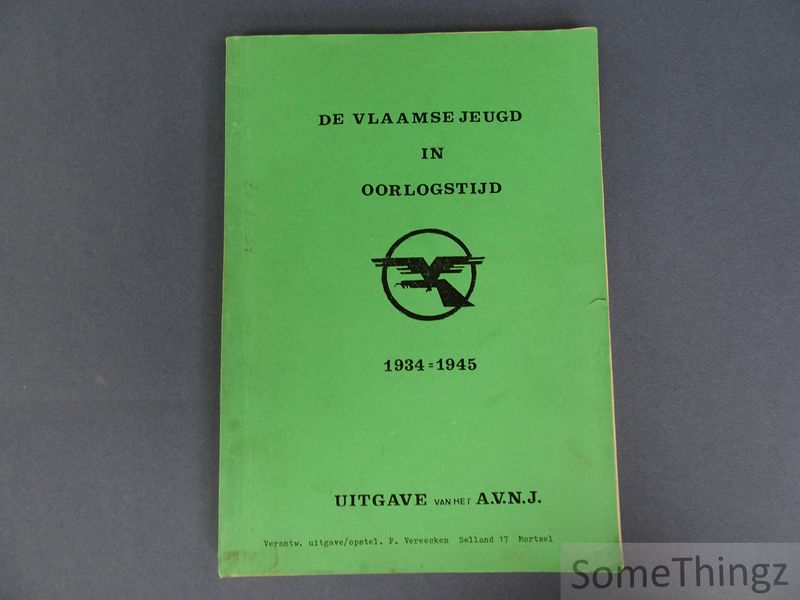 DE VLAAMSE JEUGD
IN
OORLOGSTIJD
1934=1945
UITGAVE VAN HET A.V.N.J.
Verantw. uitgave/opstel. P. Vereecken Selland 17 Mortsel
SomeThingz